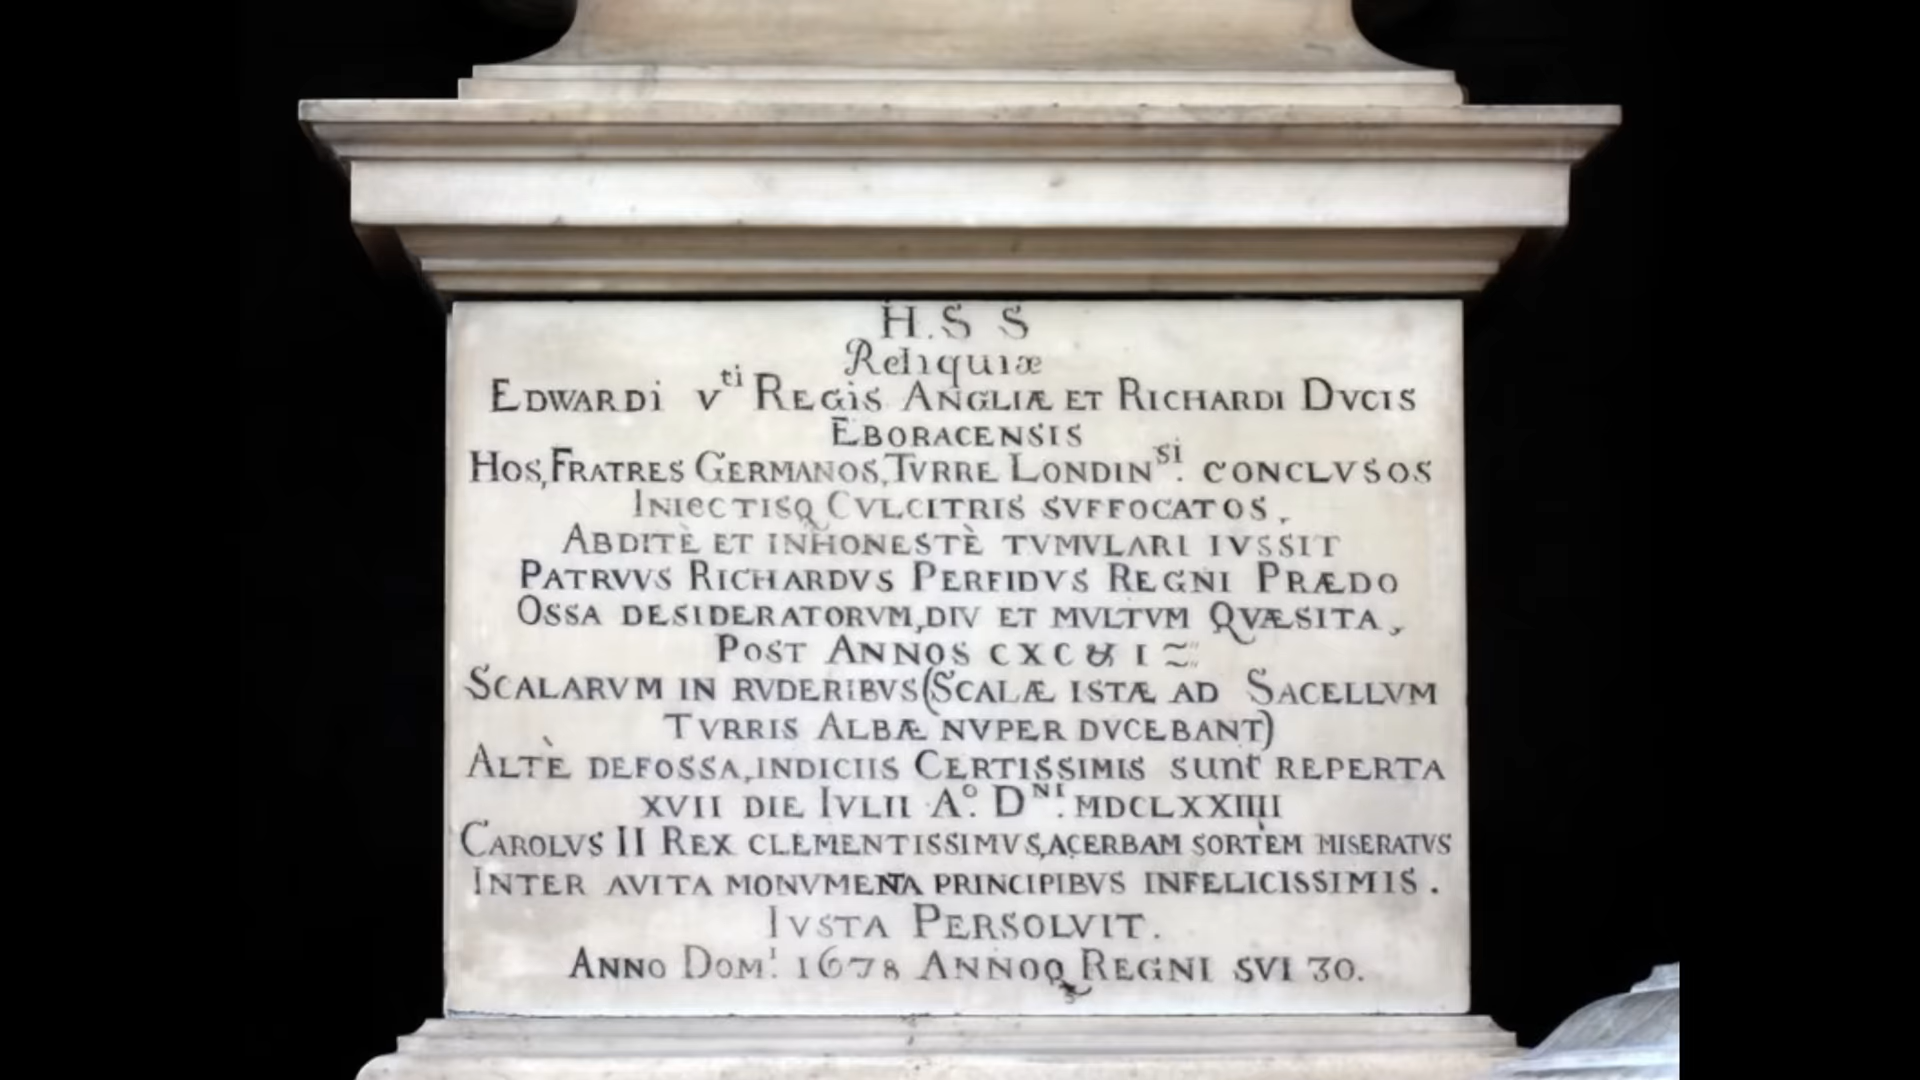 H. S S
Reliquiæ
EDWARDi Vti REGiS ANGLIÆ ET RICHARDI DVCIS
EBORACENSIS
HOS, FRATRES GERMANOS, TVRRE LONDINsi. CONCLVSOS
INIECTISQ CVLCITRIS SVFFOCATOS,
ABDITÈ ET INHONESTÈ TVMVLARI IVSSIT
PATRVVS RICHARDVS PERFIDVS REGNI PRÆDO
OSSA DESIDERATORVM, DIV ET MVLTVM QVÆSITA,
POST ANNOS CXC & I
SCALARVM IN RVDERIBVS (SCALÆ ISTÆ AD SACELLVM
TVRRIS ALBÆ NVPER DVCEBANT)
ALTÈ DEFOSSA, INDICIIS CERTISSIMIS sunt REPERTA
XVII DIE IVLII Ao. DNI. MDCLXXIIII
CAROLVS II REX CLEMENTISSIMVS, ACERBAM SORTEM MISERATVS
INTER AVITA MONVMENTA PRINCIPIBVS INFELICISSIMIS.
IVSTA PERSOLVIT.
ANNO DOMI. 1678 ANNOQ REGNI SVI 30.